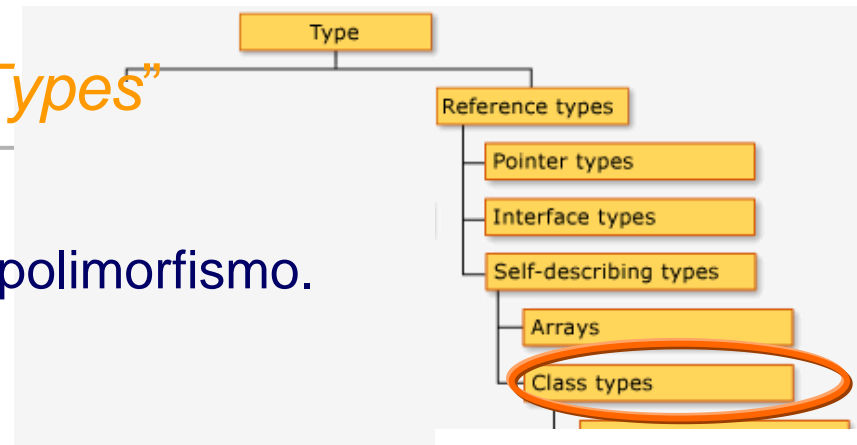 Type
Types”
Reference types
Pointer types
Interface types
polimorfismo.
Self-describing types
Arrays
Class types